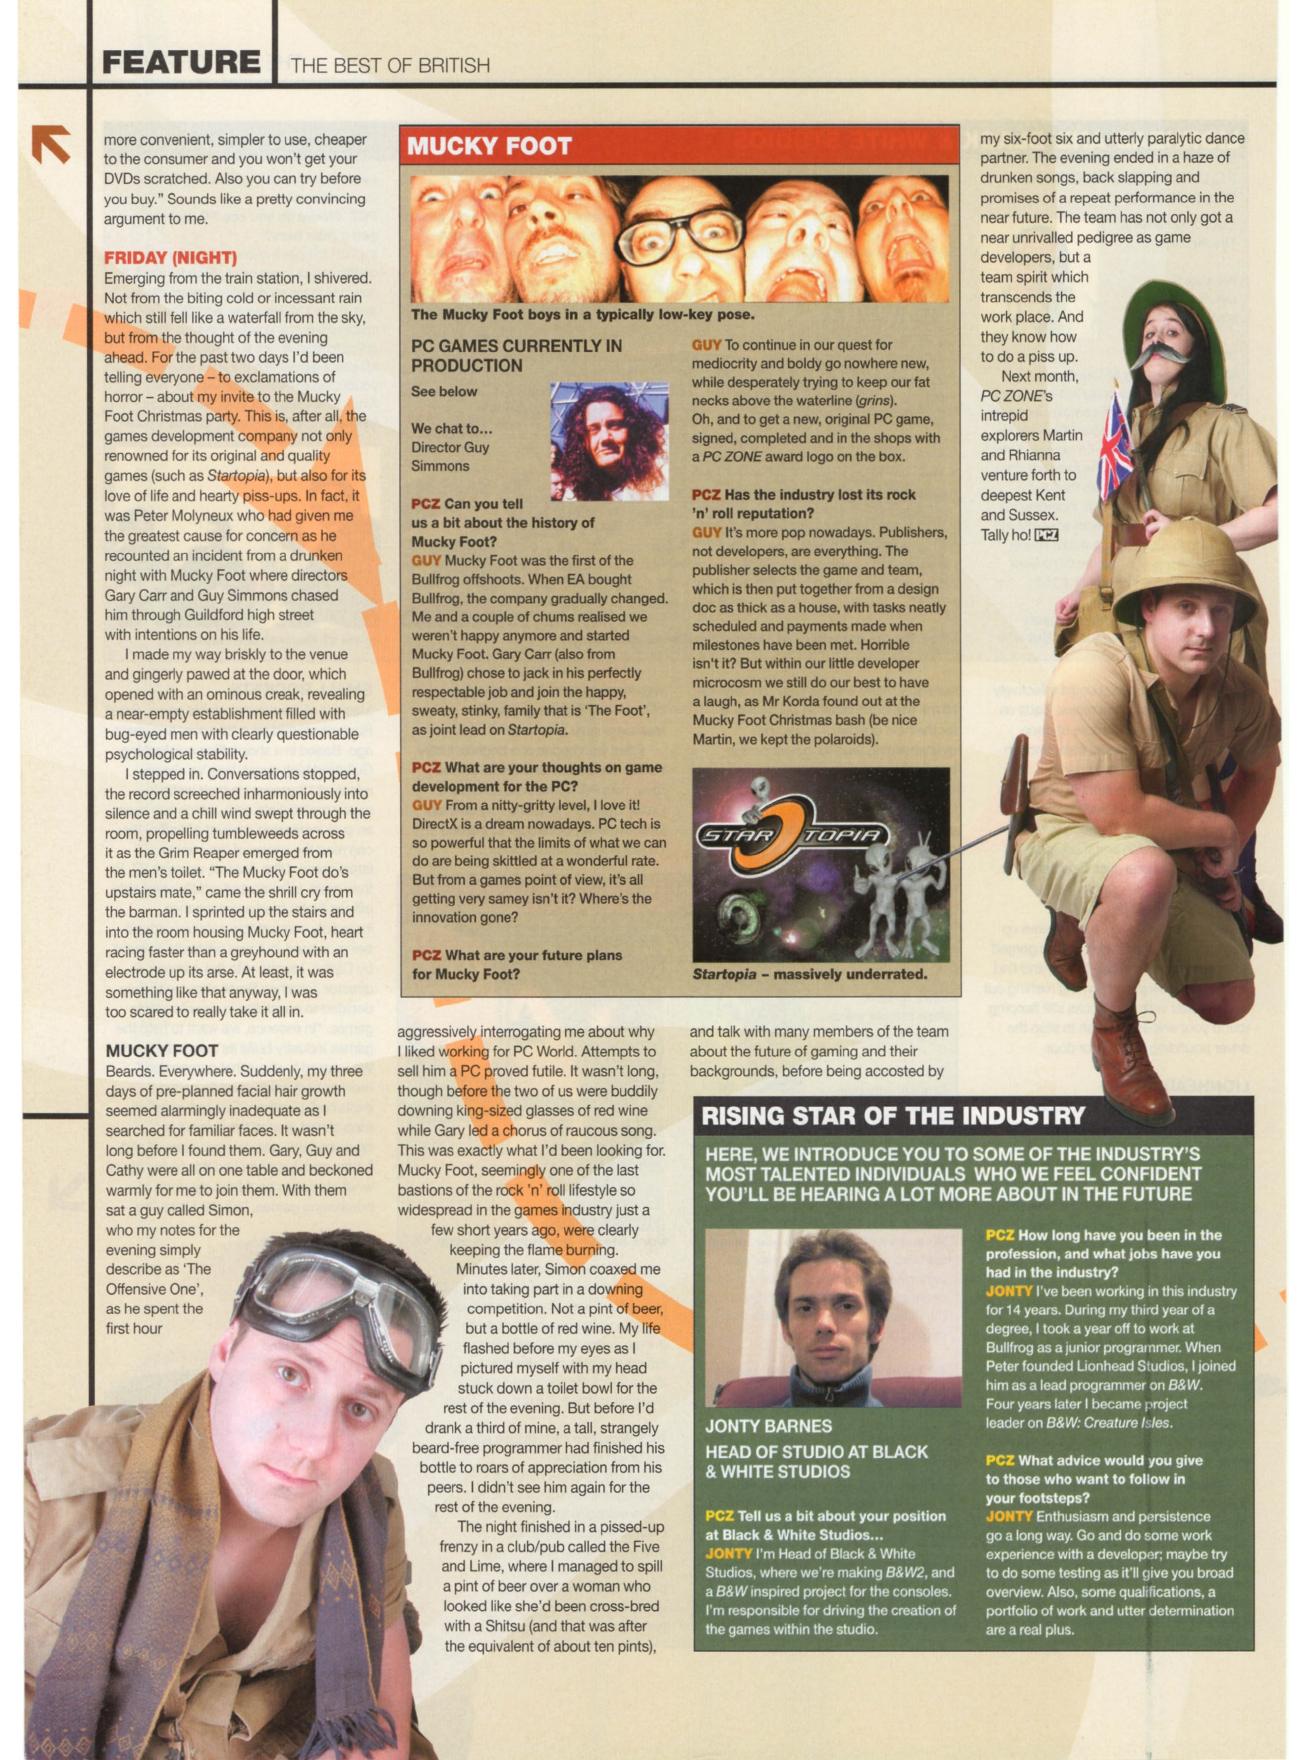 FEATURE
THE BEST OF BRITISH
more convenient, simpler to use, cheaper
to the consumer and you won't get your
DVDs scratched. Also you can try before
you buy.” Sounds like a pretty convincing
argument to me.
FRIDAY (NIGHT)
Emerging from the train station, I shivered.
Not from the biting cold or incessant rain
which still fell like a waterfall from the sky,
but from the thought of the evening
ahead. For the past two days I'd been
telling everyone – to exclamations of
horror – about my invite to the Mucky
Foot Christmas party. This is, after all, the
games development company not only
renowned for its original and quality
games (such as Startopia), but also for its
love of life and hearty piss-ups. In fact, it
was Peter Molyneux who had given me
the greatest cause for concern as he
recounted an incident from a drunken
night with Mucky Foot where directors
Gary Carr and Guy Simmons chased
him through Guildford high street
with intentions on his life.
I made my way briskly to the venue
and gingerly pawed at the door, which
opened with an ominous creak, revealing
a near-empty establishment filled with
bug-eyed men with clearly questionable
psychological stability.
I stepped in. Conversations stopped,
the record screeched inharmoniously into
silence and a chill wind swept through the
room, propelling tumbleweeds across
it as the Grim Reaper emerged from
the men's toilet. “The Mucky Foot do's
upstairs mate,” came the shrill cry from
the barman. I sprinted up the stairs and
into the room housing Mucky Foot, heart
racing faster than a greyhound with an
electrode up its arse. At least, it was
something like that anyway, I was
too scared to really take it all in.
MUCKY FOOT
Beards. Everywhere. Suddenly, my three
days of pre-planned facial hair growth
seemed alarmingly inadequate as I
searched for familiar faces. It wasn't
long before I found them. Gary, Guy and
Cathy were all on one table and beckoned
warmly for me to join them. With them
sat a guy called Simon,
who my notes for the
evening simply
describe as ‘The
Offensive One’,
as he spent the
first hour
aggressively interrogating me about why
I liked working for PC World. Attempts to
sell him a PC proved futile. It wasn't long,
though before the two of us were buddily
downing king-sized glasses of red wine
while Gary led a chorus of raucous song.
This was exactly what I'd been looking for.
Mucky Foot, seemingly one of the last
bastions of the rock 'n' roll lifestyle so
widespread in the games industry just a
few short years ago, were clearly
keeping the flame burning.
Minutes later, Simon coaxed me
into taking part in a downing
competition. Not a pint of beer,
but a bottle of red wine. My life
flashed before my eyes as I
pictured myself with my head
stuck down a toilet bowl for the
rest of the evening. But before I'd
drank a third of mine, a tall, strangely
beard-free programmer had finished his
bottle to roars of appreciation from his
peers. I didn't see him again for the
rest of the evening.
The night finished in a pissed-up
frenzy in a club/pub called the Five
and Lime, where I managed to spill
a pint of beer over a woman who
looked like she'd been cross-bred
with a Shitsu (and that was after
the equivalent of about ten pints),
and talk with many members of the team
about the future of gaming and their
backgrounds, before being accosted by
my six-foot six and utterly paralytic dance
partner. The evening ended in a haze of
drunken songs, back slapping and
promises of a repeat performance in the
near future. The team has not only got a
near unrivalled pedigree as game
developers, but a
team spirit which
transcends the
work place. And
they know how
to do a piss up.
Next month,
PC ZONE's
intrepid
explorers Martin
and Rhianna
venture forth to
deepest Kent
and Sussex.
Tally ho! PCZ
MUCKY FOOT
The Mucky Foot boys in a typically low-key pose.
PC GAMES CURRENTLY IN
PRODUCTION
See below
We chat to...
Director Guy
Simmons
PCZ Can you tell
us a bit about the history of
Mucky Foot?
GUY Mucky Foot was the first of the
Bullfrog offshoots. When EA bought
Bullfrog, the company gradually changed.
Me and a couple of chums realised we
weren't happy anymore and started
Mucky Foot. Gary Carr (also from
Bullfrog) chose to jack in his perfectly
respectable job and join the happy,
sweaty, stinky, family that is ‘The Foot’,
as joint lead on Startopia.
PCZ What are your thoughts on game
development for the PC?
GUY From a nitty-gritty level, I love it!
DirectX is a dream nowadays. PC tech is
so powerful that the limits of what we can
do are being skittled at a wonderful rate.
But from a games point of view, it's all
getting very samey isn't it? Where's the
innovation gone?
PCZ What are your future plans
for Mucky Foot?
GUY To continue in our quest for
mediocrity and boldy go nowhere new,
while desperately trying to keep our fat
necks above the waterline (grins).
Oh, and to get a new, original PC game,
signed, completed and in the shops with
a PC ZONE award logo on the box.
PCZ Has the industry lost its rock
'n' roll reputation?
GUY It's more pop nowadays. Publishers,
not developers, are everything. The
publisher selects the game and team,
which is then put together from a design
doc as thick as a house, with tasks neatly
scheduled and payments made when
milestones have been met. Horrible
isn't it? But within our little developer
microcosm we still do our best to have
a laugh, as Mr Korda found out at the
Mucky Foot Christmas bash (be nice
Martin, we kept the polaroids).
STARTOPIA
Startopia – massively underrated.
RISING STAR OF THE INDUSTRY
HERE, WE INTRODUCE YOU TO SOME OF THE INDUSTRY'S
MOST TALENTED INDIVIDUALS WHO WE FEEL CONFIDENT
YOU'LL BE HEARING A LOT MORE ABOUT IN THE FUTURE
JONTY BARNES
HEAD OF STUDIO AT BLACK
& WHITE STUDIOS
PCZ Tell us a bit about your position
at Black & White Studios...
JONTY I'm Head of Black & White
Studios, where we're making B&W2, and
a B&W inspired project for the consoles.
I'm responsible for driving the creation of
the games within the studio.
PCZ How long have you been in the
profession, and what jobs have you
had in the industry?
JONTY I've been working in this industry
for 14 years. During my third year of a
degree, I took a year off to work at
Bullfrog as a junior programmer. When
Peter founded Lionhead Studios, I joined
him as a lead programmer on B&W.
Four years later I became project
leader on B&W: Creature Isles.
PCZ What advice would you give
to those who want to follow in
your footsteps?
JONTY Enthusiasm and persistence
go a long way. Go and do some work
experience with a developer; maybe try
to do some testing as it'll give you broad
overview. Also, some qualifications, a
portfolio of work and utter determination
are a real plus.